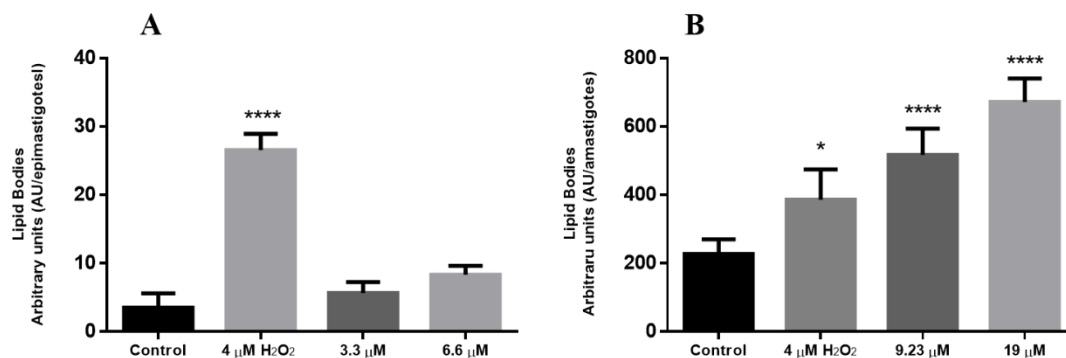 A
Lipid Bodies
Arbitrary units (AU/epimastigotesl)
40
30
20
10
0
****
Control
4 μM H₂O₂
3.3 μM
6.6 μM
B
Lipid Bodies
Arbitraru units (AU/amastigotes)
800
600
400
200
0
*
****
****
Control
4 μM H₂O₂
9.23 μM
19 μM